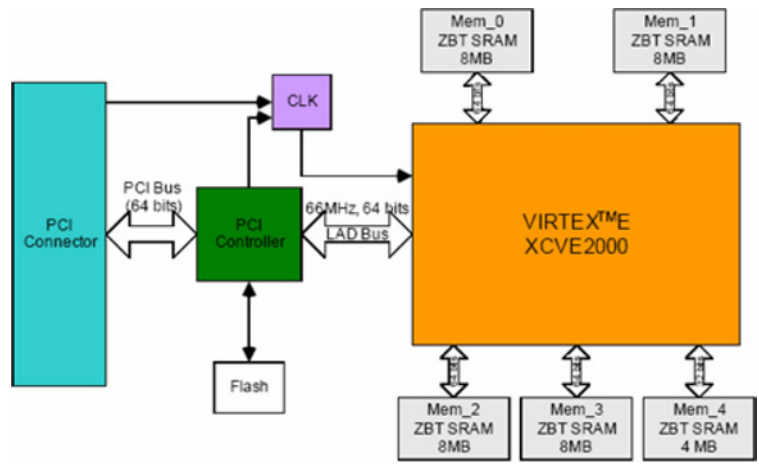 Mem_0
ZBT SRAM
8MB
Mem_1
ZBT SRAM
8MB
CLK
PCI Bus
(64 bits)
PCI
Connector
PCI
Controller
66MHz, 64 bits
LAD Bus
VIRTEX™E
XCVE2000
Flash
Mem_2
ZBT SRAM
8MB
Mem_3
ZBT SRAM
8MB
Mem_4
ZBT SRAM
4 MB